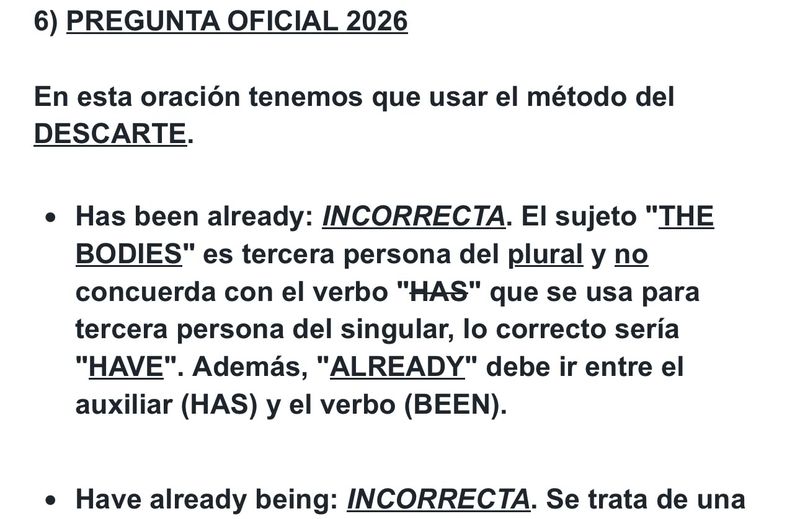 6) PREGUNTA OFICIAL 2026
En esta oración tenemos que usar el método del
DESCARTE.
• Has been already: INCORRECTA. El sujeto "THE
BODIES" es tercera persona del plural y no
concuerda con el verbo "HAS" que se usa para
tercera persona del singular, lo correcto sería
"HAVE". Además, "ALREADY" debe ir entre el
auxiliar (HAS) y el verbo (BEEN).
• Have already being: INCORRECTA. Se trata de una